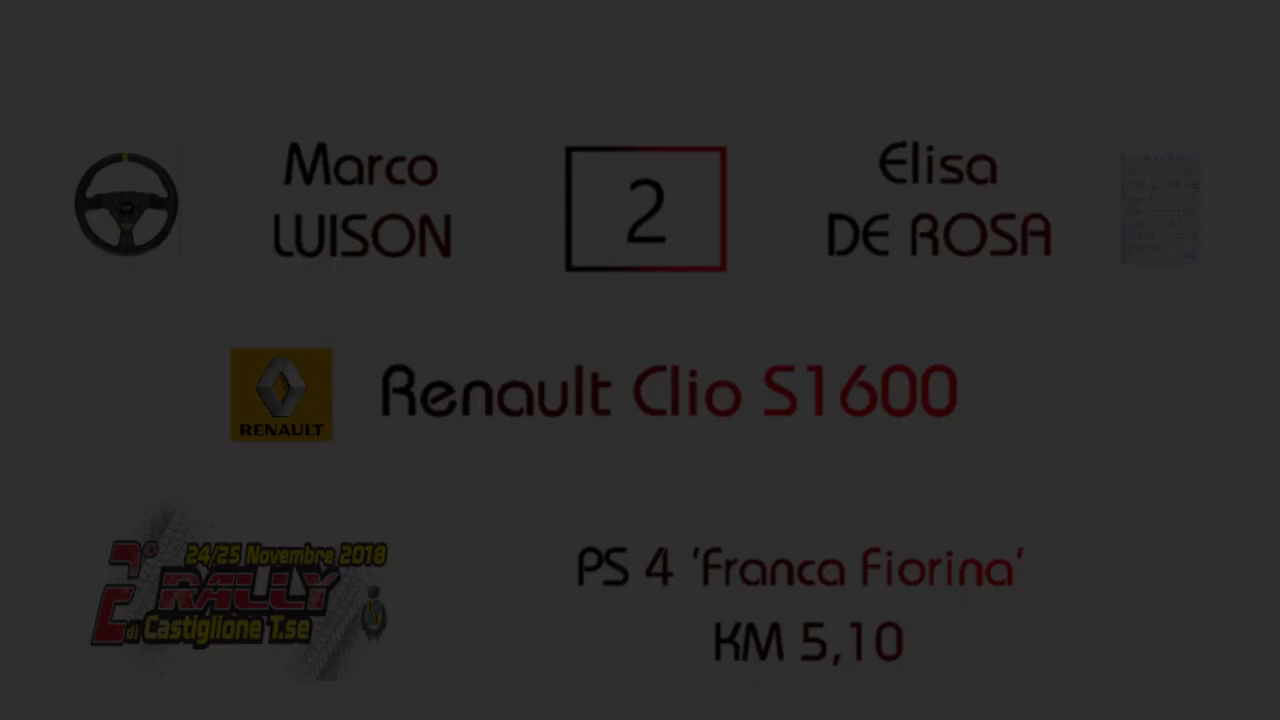 Marco
LUISON
2
Elisa
DE ROSA
RENAULT
Renault Clio S1600
2°
24/25 Novembre 2018
RALLY
di Castiglione T.se
PS 4 'Franca Fiorina'
KM 5,10